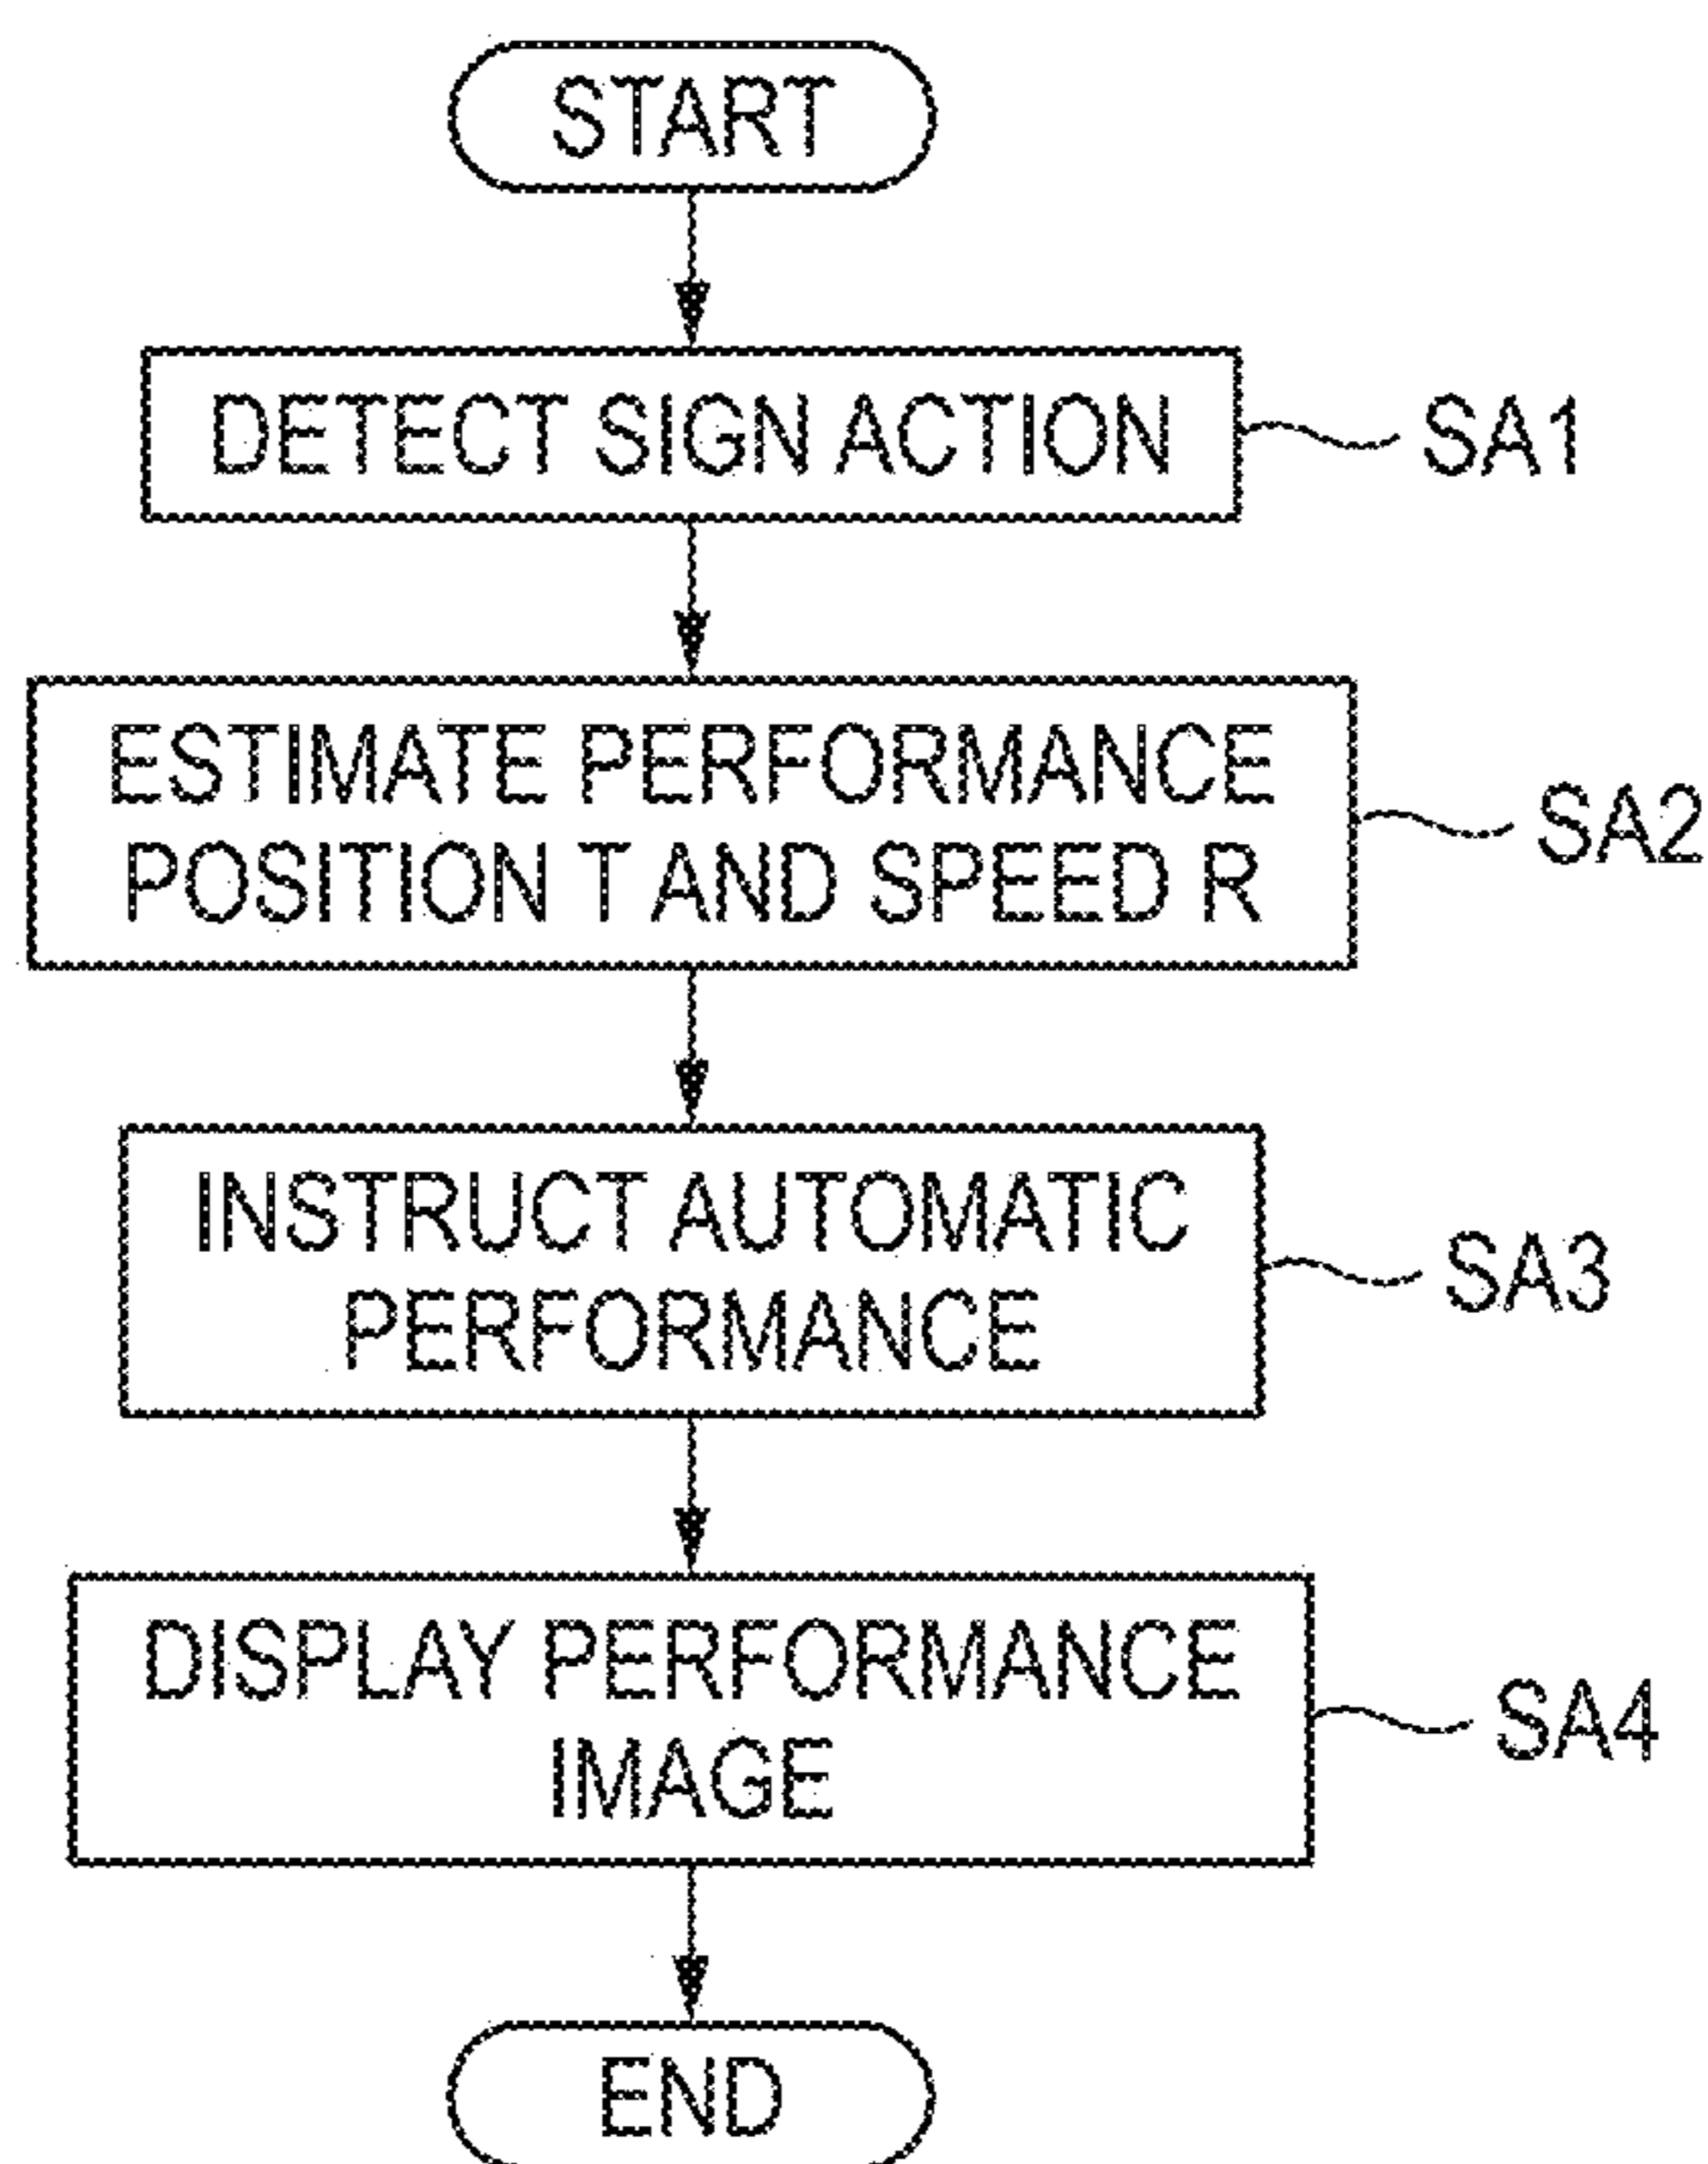 START
DETECT SIGN ACTION
SA1
ESTIMATE PERFORMANCE
POSITION T AND SPEED R
SA2
INSTRUCT AUTOMATIC
PERFORMANCE
SA3
DISPLAY PERFORMANCE
IMAGE
SA4
END